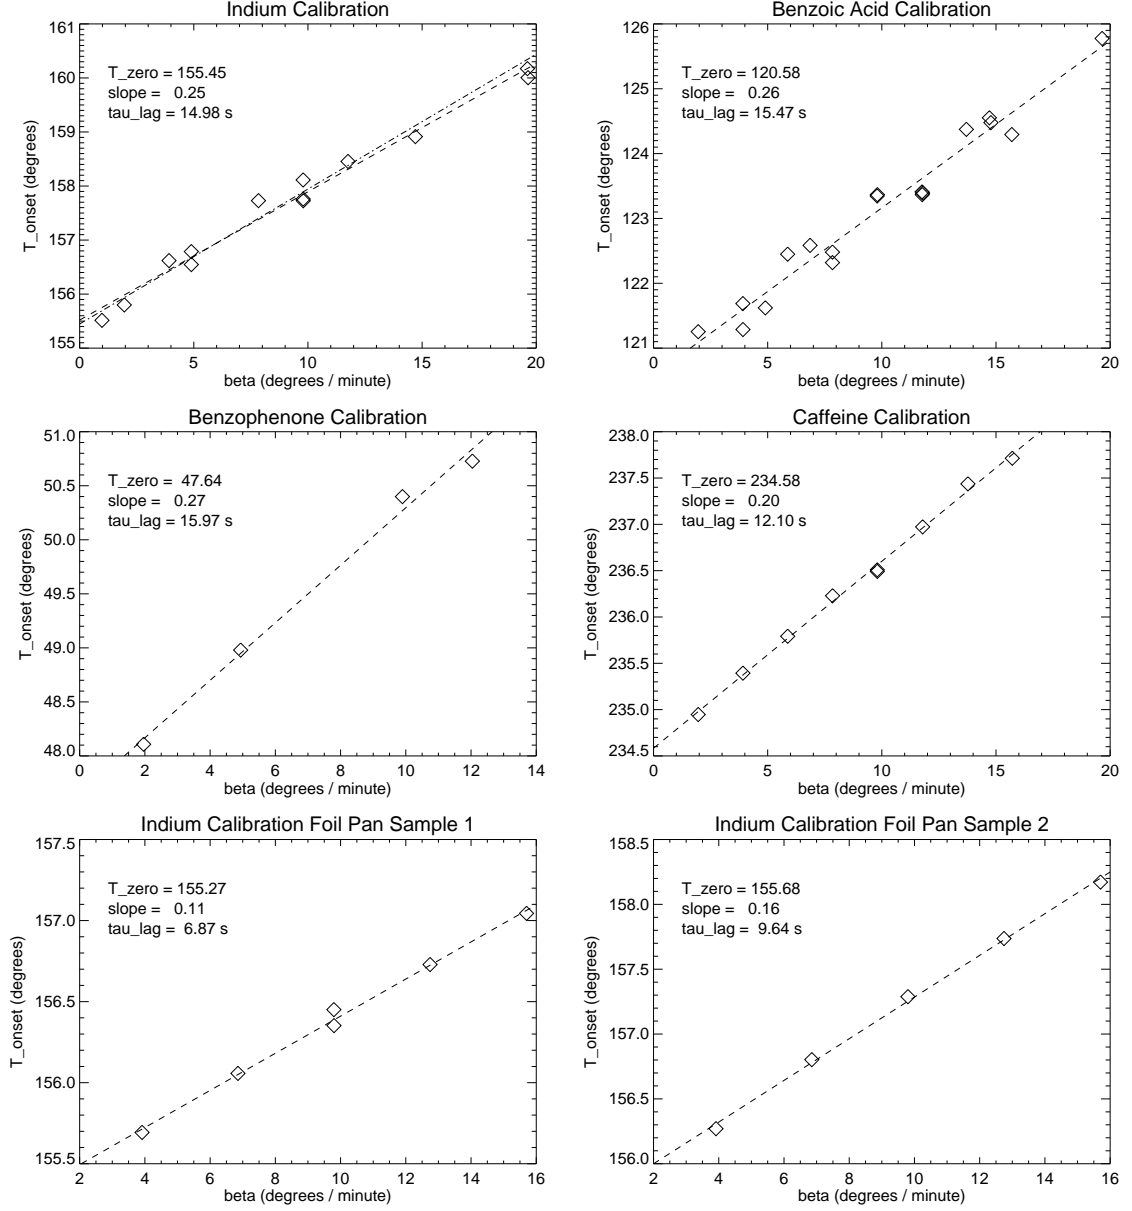 Indium Calibration
161
160
159
158
157
156
155
T_onset (degrees)
T_zero = 155.45
slope = 0.25
tau_lag = 14.98 s
0 5 10 15 20
beta (degrees / minute)
Benzoic Acid Calibration
126
125
124
123
122
121
T_onset (degrees)
T_zero = 120.58
slope = 0.26
tau_lag = 15.47 s
0 5 10 15 20
beta (degrees / minute)
Benzophenone Calibration
51.0
50.5
50.0
49.5
49.0
48.5
48.0
T_onset (degrees)
T_zero = 47.64
slope = 0.27
tau_lag = 15.97 s
0 2 4 6 8 10 12 14
beta (degrees / minute)
Caffeine Calibration
238.0
237.5
237.0
236.5
236.0
235.5
235.0
234.5
T_onset (degrees)
T_zero = 234.58
slope = 0.20
tau_lag = 12.10 s
0 5 10 15 20
beta (degrees / minute)
Indium Calibration Foil Pan Sample 1
157.5
157.0
156.5
156.0
155.5
T_onset (degrees)
T_zero = 155.27
slope = 0.11
tau_lag = 6.87 s
2 4 6 8 10 12 14 16
beta (degrees / minute)
Indium Calibration Foil Pan Sample 2
158.5
158.0
157.5
157.0
156.5
156.0
T_onset (degrees)
T_zero = 155.68
slope = 0.16
tau_lag = 9.64 s
2 4 6 8 10 12 14 16
beta (degrees / minute)